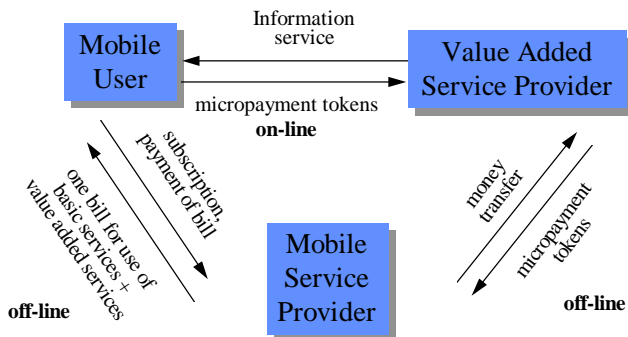 Mobile
User
Information
service
Value Added
Service Provider
micropayment tokens
on-line
subscription,
payment of bill
one bill for use of
basic services +
value added services
money
transfer
micropayment
tokens
Mobile
Service
Provider
off-line
off-line